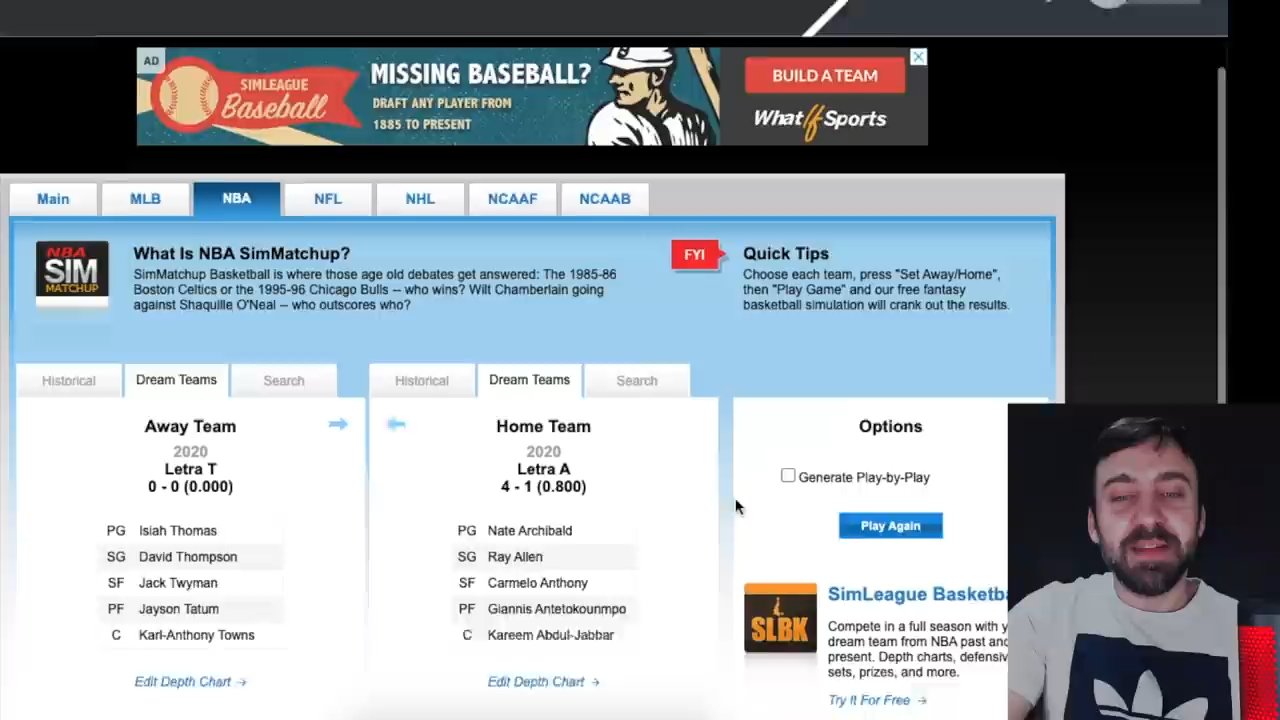 AD
SIMLEAGUE
Baseball
MISSING BASEBALL?
DRAFT ANY PLAYER FROM
1885 TO PRESENT
BUILD A TEAM
WhatIfSports
Main
MLB
NBA
NFL
NHL
NCAAF
NCAAB
NBA
SIM
MATCHUP
What Is NBA SimMatchup?
SimMatchup Basketball is where those age old debates get answered: The 1985-86
Boston Celtics or the 1995-96 Chicago Bulls -- who wins? Wilt Chamberlain going
against Shaquille O'Neal -- who outscores who?
FYI
Quick Tips
Choose each team, press "Set Away/Home",
then "Play Game" and our free fantasy
basketball simulation will crank out the results.
Historical
Dream Teams
Search
Historical
Dream Teams
Search
Away Team
2020
Letra T
0 - 0 (0.000)
PG Isiah Thomas
SG David Thompson
SF Jack Twyman
PF Jayson Tatum
C Karl-Anthony Towns
Edit Depth Chart →
Home Team
2020
Letra A
4 - 1 (0.800)
PG Nate Archibald
SG Ray Allen
SF Carmelo Anthony
PF Giannis Antetokounmpo
C Kareem Abdul-Jabbar
Edit Depth Chart →
Options
Generate Play-by-Play
Play Again
SLBK
SimLeague Basketba
Compete in a full season with y
dream team from NBA past and
present. Depth charts, defensiv
sets, prizes, and more.
Try It For Free →